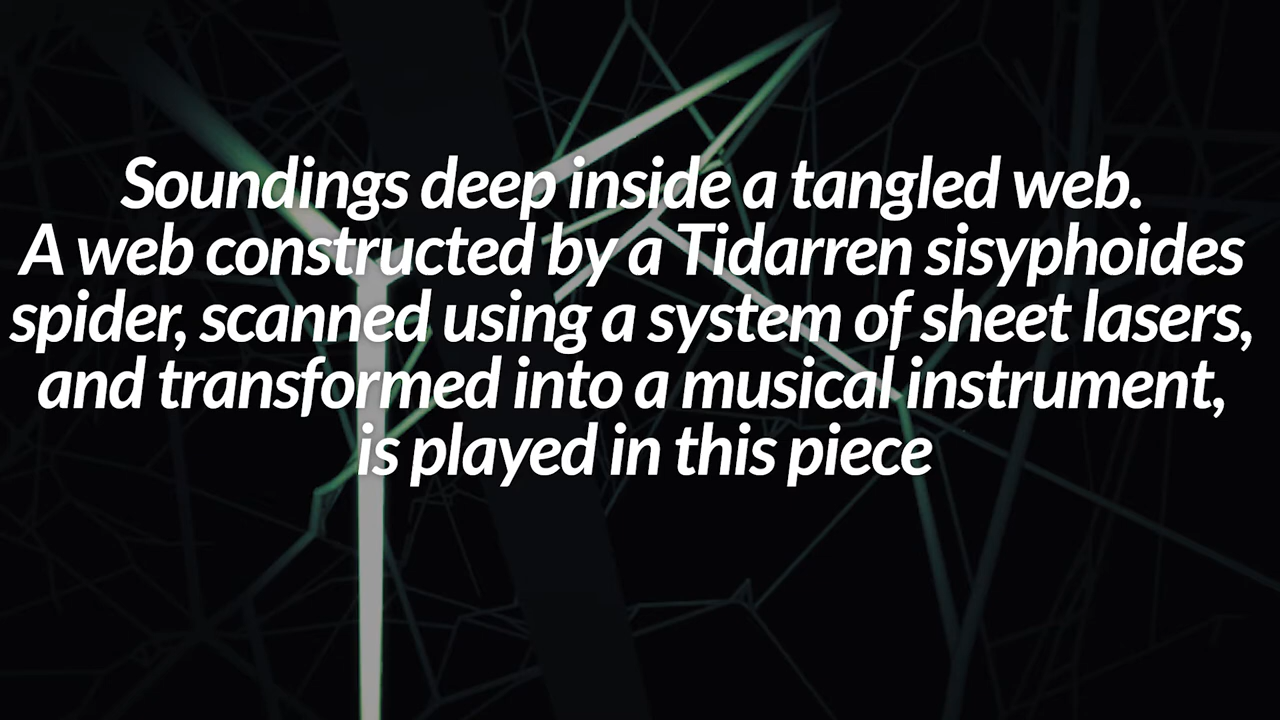 Soundings deep inside a tangled web.
A web constructed by a Tidarren sisyphoides
spider, scanned using a system of sheet lasers,
and transformed into a musical instrument,
is played in this piece